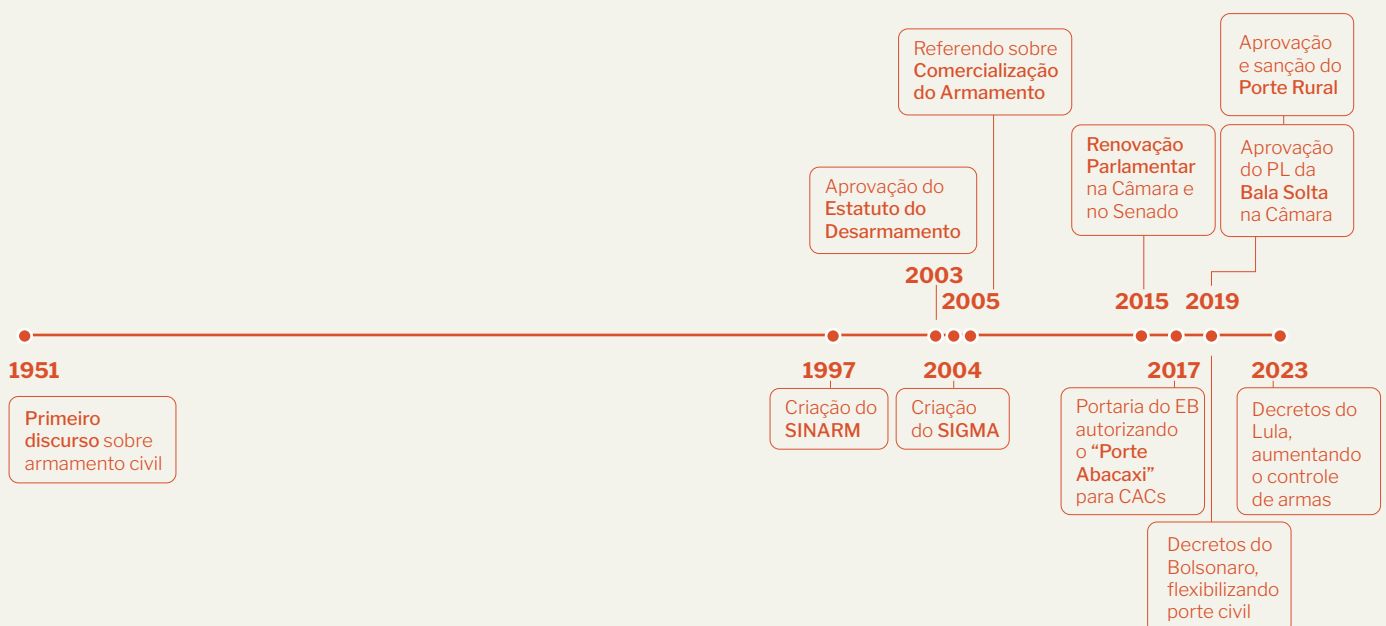 Referendo sobre
Comercialização
do Armamento
Aprovação
e sanção do
Porte Rural
Renovação
Parlamentar
na Câmara e
no Senado
Aprovação
do PL da
Bala Solta
na Câmara
Aprovação do
Estatuto do
Desarmamento
2003
2005
2015
2019
1951
1997
2004
2017
2023
Primeiro
discurso sobre
armamento civil
Criação do
SINARM
Criação
do SIGMA
Portaria do EB
autorizando
o “Porte
Abacaxi”
para CACs
Decretos do
Lula,
aumentando
o controle
de armas
Decretos do
Bolsonaro,
flexibilizando
porte civil